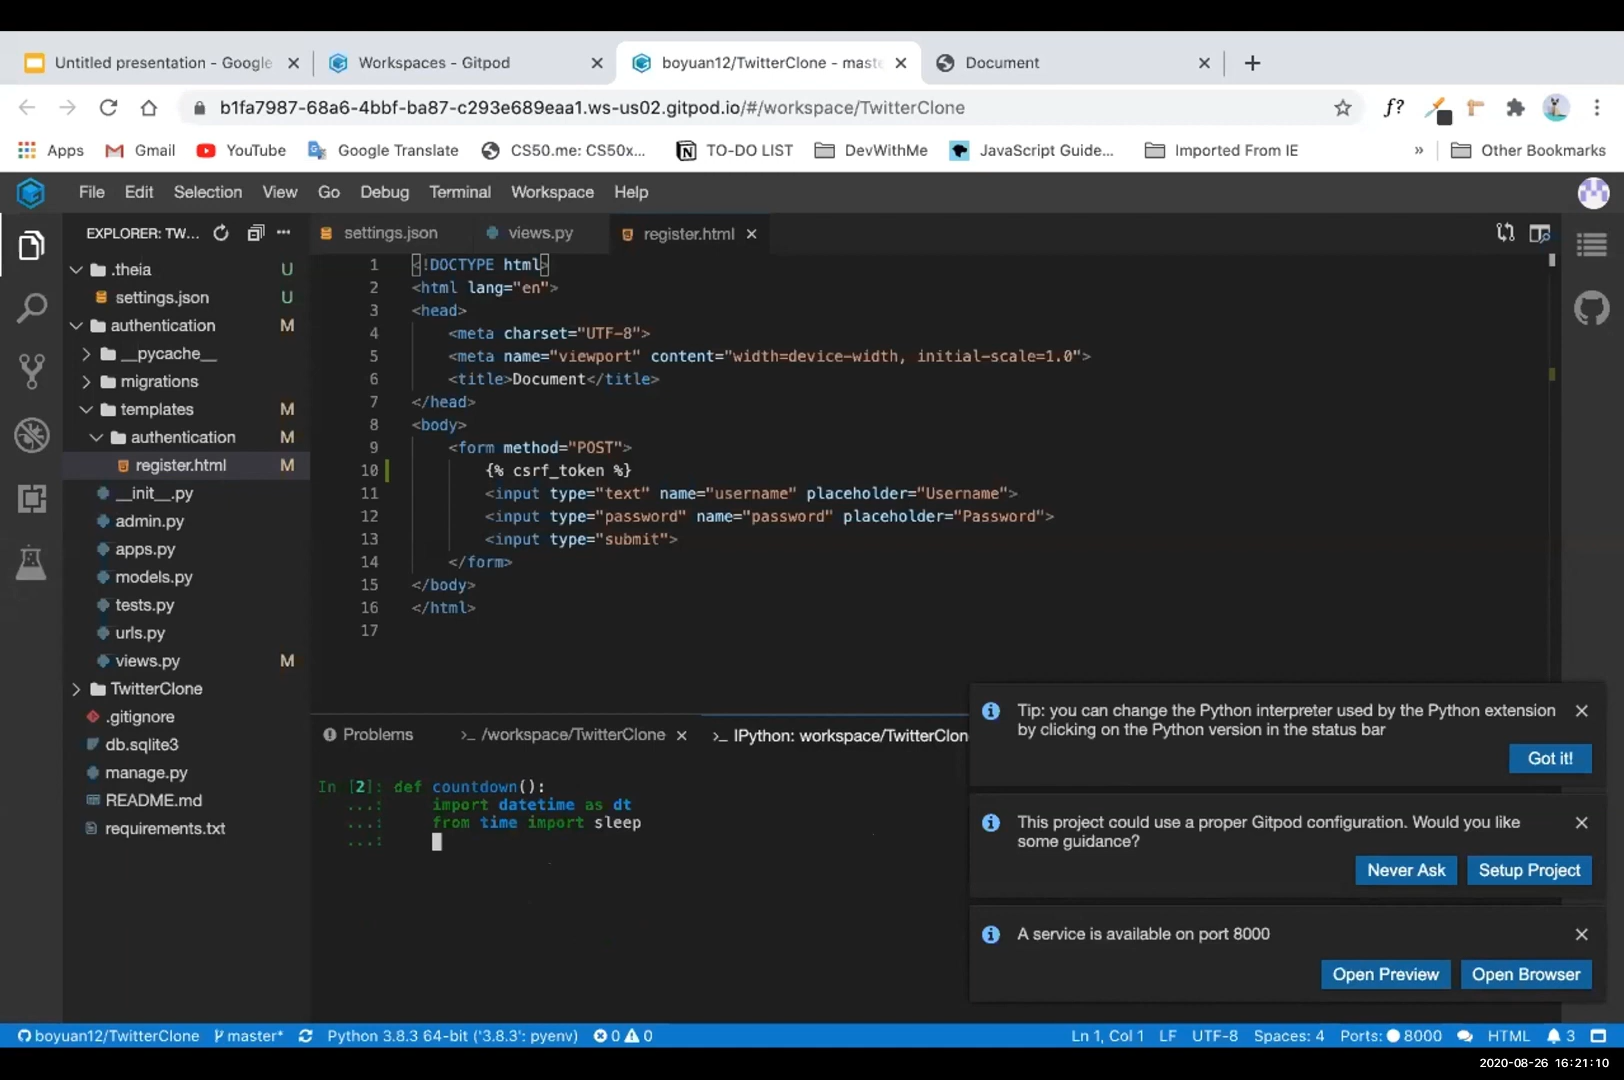 Untitled presentation - Google
Workspaces - Gitpod
boyuan12/TwitterClone - maste
Document
b1fa7987-68a6-4bbf-ba87-c293e689eaa1.ws-us02.gitpod.io/#/workspace/TwitterClone
f?
Apps
Gmail
YouTube
Google Translate
CS50.me: CS50x...
TO-DO LIST
DevWithMe
JavaScript Guide...
Imported From IE
»
Other Bookmarks
File Edit Selection View Go Debug Terminal Workspace Help
EXPLORER: TW...
settings.json
views.py
register.html
.theia U
settings.json U
authentication M
__pycache__
migrations
templates M
authentication M
register.html M
__init__.py
admin.py
apps.py
models.py
tests.py
urls.py
views.py M
TwitterClone
.gitignore
db.sqlite3
manage.py
README.md
requirements.txt
1 <!DOCTYPE html>
2 <html lang="en">
3 <head>
4 <meta charset="UTF-8">
5 <meta name="viewport" content="width=device-width, initial-scale=1.0">
6 <title>Document</title>
7 </head>
8 <body>
9 <form method="POST">
10 {% csrf_token %}
11 <input type="text" name="username" placeholder="Username">
12 <input type="password" name="password" placeholder="Password">
13 <input type="submit">
14 </form>
15 </body>
16 </html>
17
Problems
>_ /workspace/TwitterClone
>_ IPython: workspace/TwitterClon
In [2]: def countdown():
...: import datetime as dt
...: from time import sleep
...:
Tip: you can change the Python interpreter used by the Python extension
by clicking on the Python version in the status bar
Got it!
This project could use a proper Gitpod configuration. Would you like
some guidance?
Never Ask
Setup Project
A service is available on port 8000
Open Preview
Open Browser
boyuan12/TwitterClone
master*
Python 3.8.3 64-bit ('3.8.3': pyenv)
0
0
Ln 1, Col 1
LF
UTF-8
Spaces: 4
Ports: 8000
HTML
3
2020-08-26 16:21:10